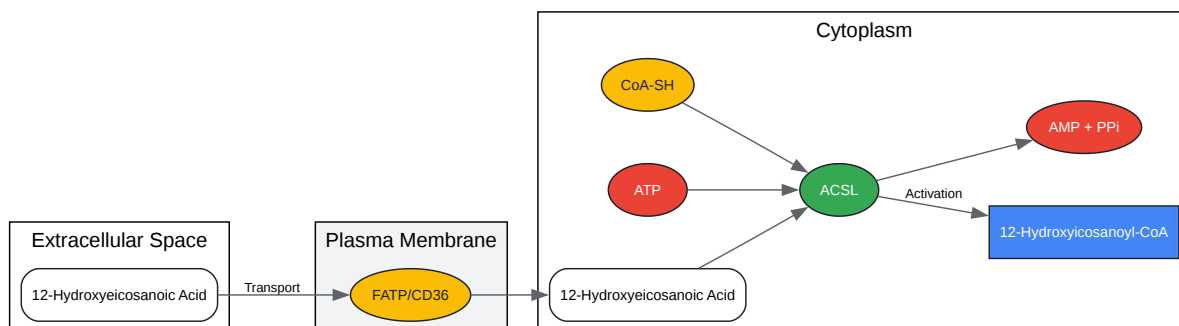 Cytoplasm
CoA-SH
AMP + PPi
ATP
ACSL
Activation
12-Hydroxyicosanoyl-CoA
Extracellular Space
Plasma Membrane
12-Hydroxyeicosanoic Acid
Transport
FATP/CD36
12-Hydroxyeicosanoic Acid